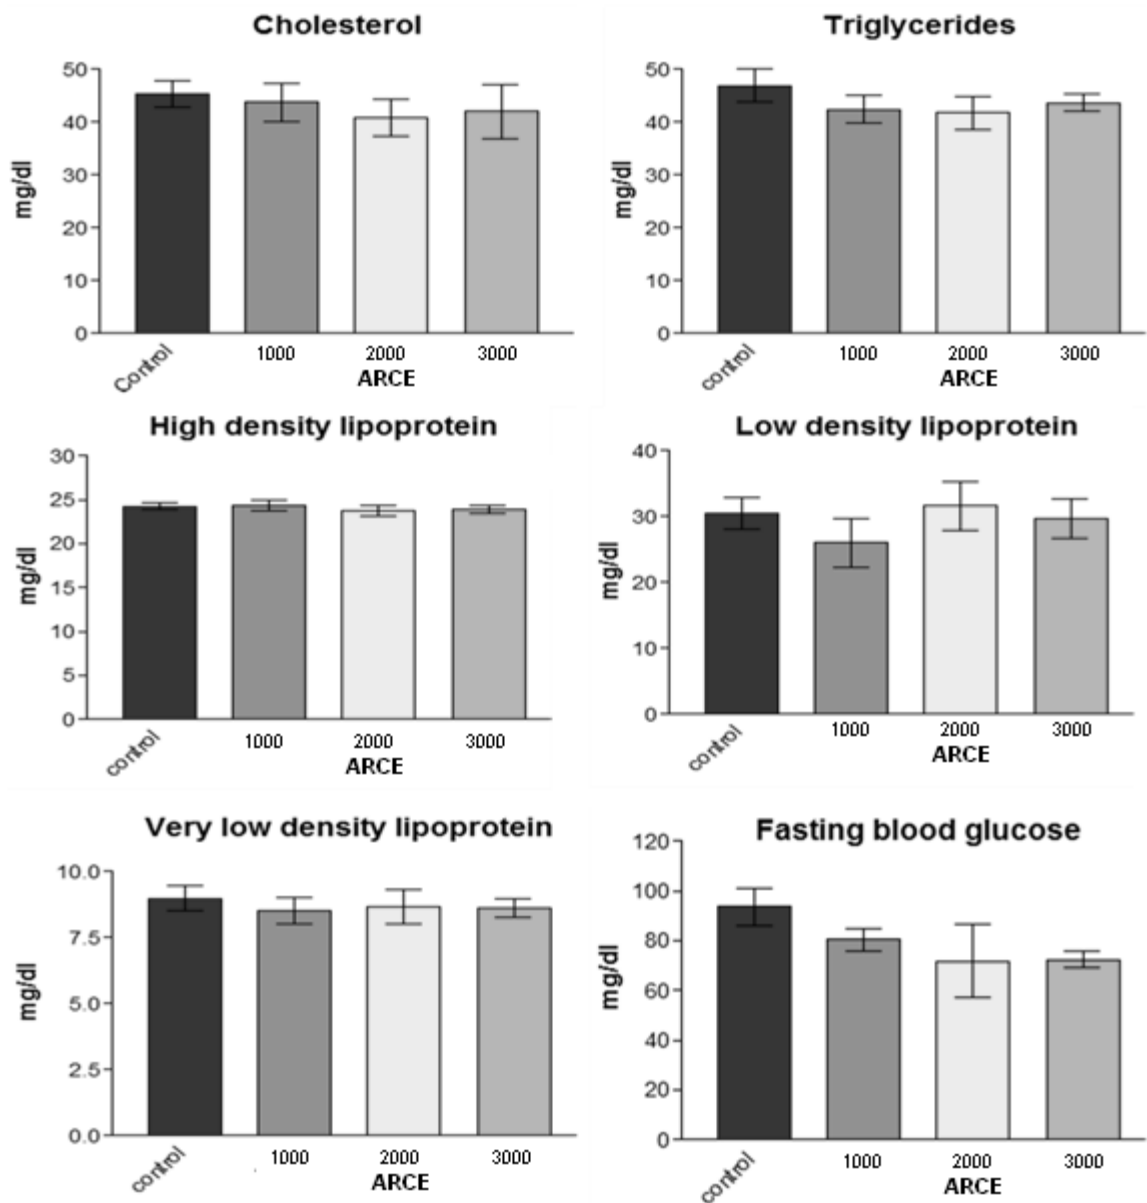 Cholesterol
50
40
30
20
10
0
mg/dl
Control
1000
2000
3000
ARCE
Triglycerides
50
40
30
20
10
0
mg/dl
control
1000
2000
3000
ARCE
High density lipoprotein
30
25
20
15
10
5
0
mg/dl
control
1000
2000
3000
ARCE
Low density lipoprotein
40
30
20
10
0
mg/dl
control
1000
2000
3000
ARCE
Very low density lipoprotein
10.0
7.5
5.0
2.5
0.0
mg/dl
control
1000
2000
3000
ARCE
Fasting blood glucose
120
100
80
60
40
20
0
mg/dl
control
1000
2000
3000
ARCE